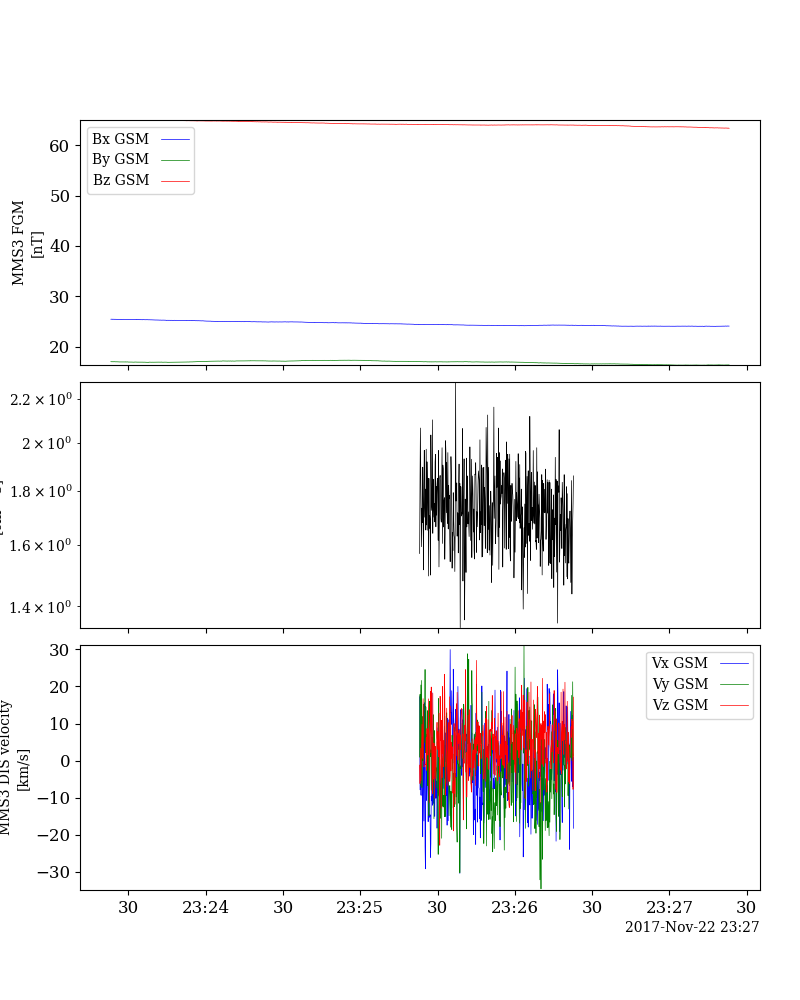 60
50
40
30
20
MMS3 FGM
[nT]
Bx GSM
By GSM
Bz GSM
2.2 × 10⁰
2 × 10⁰
1.8 × 10⁰
1.6 × 10⁰
1.4 × 10⁰
30
20
10
0
−10
−20
−30
MMS3 DIS velocity
[km/s]
Vx GSM
Vy GSM
Vz GSM
30 23:24 30 23:25 30 23:26 30 23:27 30
2017-Nov-22 23:27